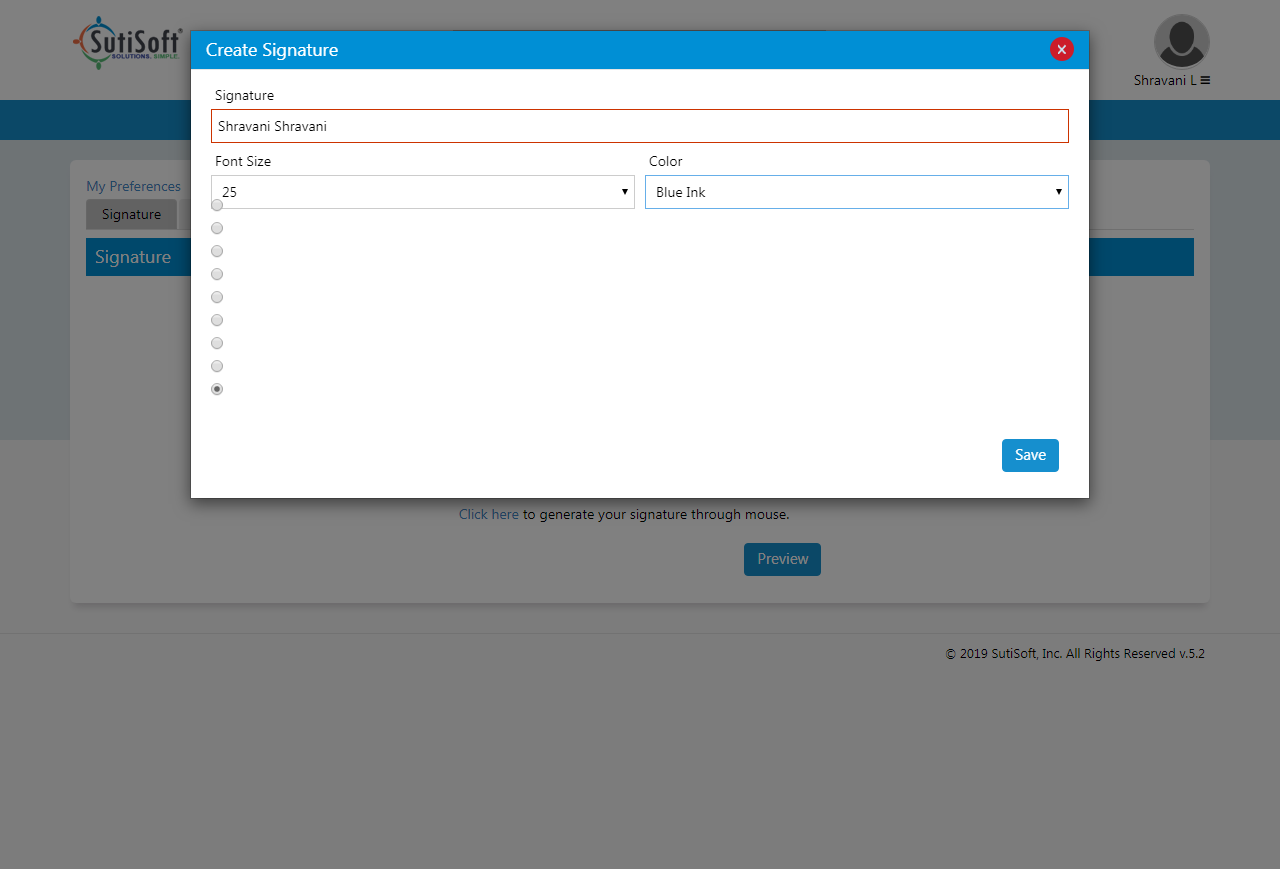 SutiSoft®
SOLUTIONS. SIMPLE.
Create Signature
Shravani L
Signature
Shravani Shravani
Font Size
Color
25
Blue Ink
My Preferences
Signature
Signature
Save
Click here to generate your signature through mouse.
Preview
© 2019 SutiSoft, Inc. All Rights Reserved v.5.2